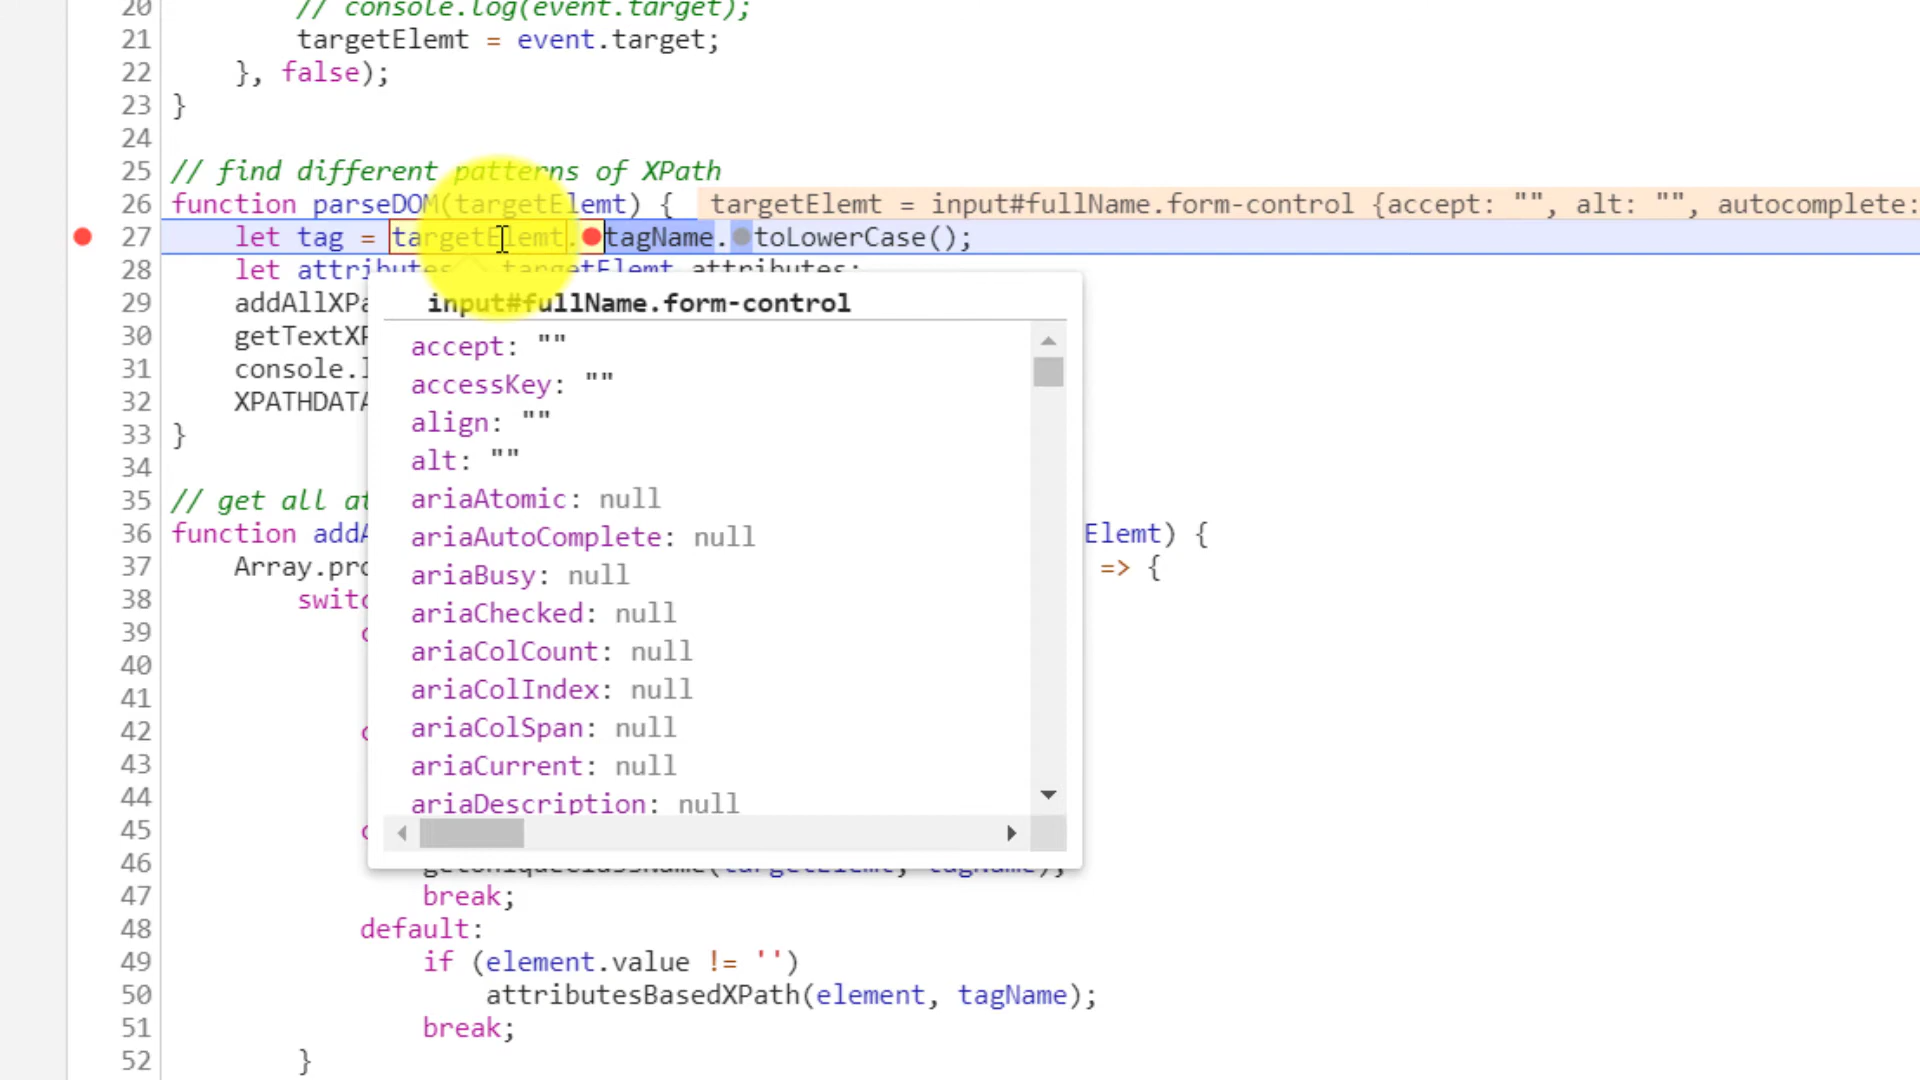 20 // console.log(event.target);
21 targetElemt = event.target;
22 }, false);
23 }
24
25 // find different patterns of XPath
26 function parseDOM(targetElemt) { targetElemt = input#fullName.form-control {accept: "", alt: "", autocomplete:
27 let tag = targetElemt.tagName.toLowerCase();
28 let attributes = targetElemt.attributes;
input#fullName.form-control
29 addAllXPa
30 getTextXP
31 console.l
32 XPATHDATA
33 }
34
35 // get all at
36 function addA Elemt) {
37 Array.pro => {
38 switc
39 c
40
41
42 c
43
44
45 c
accept: ""
accessKey: ""
align: ""
alt: ""
ariaAtomic: null
ariaAutoComplete: null
ariaBusy: null
ariaChecked: null
ariaColCount: null
ariaColIndex: null
ariaColSpan: null
ariaCurrent: null
ariaDescription: null
46 getUniqueClassName(targetElemt, tagName);
47 break;
48 default:
49 if (element.value != '')
50 attributesBasedXPath(element, tagName);
51 break;
52 }